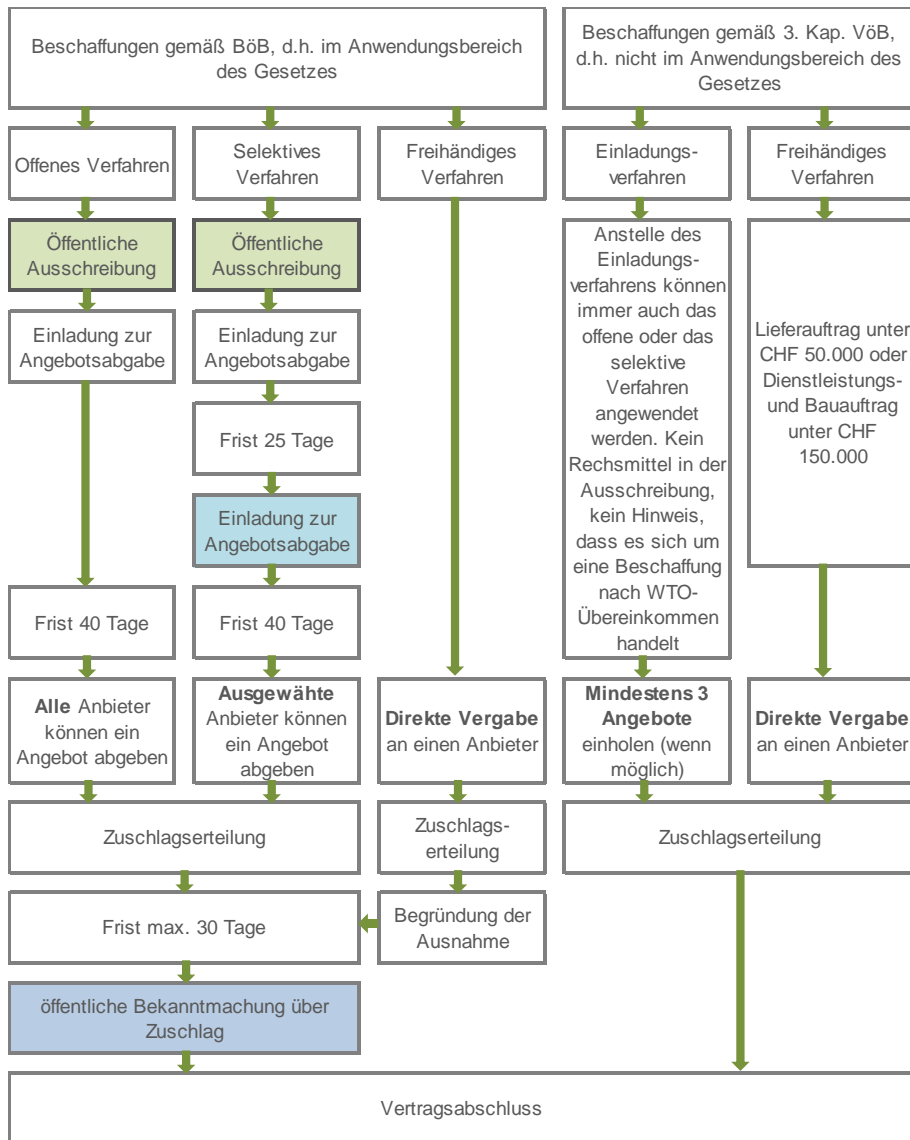 Beschaffungen gemäß BöB, d.h. im Anwendungsbereich
des Gesetzes
Beschaffungen gemäß 3. Kap. VöB,
d.h. nicht im Anwendungsbereich des
Gesetzes
Offenes Verfahren
Selektives
Verfahren
Freihändiges
Verfahren
Einladungs-
verfahren
Freihändiges
Verfahren
Öffentliche
Ausschreibung
Öffentliche
Ausschreibung
Einladung zur
Angebotsabgabe
Einladung zur
Angebotsabgabe
Frist 25 Tage
Einladung zur
Angebotsabgabe
Frist 40 Tage
Frist 40 Tage
Anstelle des
Einladungs-
verfahrens können
immer auch das
offene oder das
selektive
Verfahren
angewendet
werden. Kein
Rechsmittel in der
Ausschreibung,
kein Hinweis,
dass es sich um
eine Beschaffung
nach WTO-
Übereinkommen
handelt
Lieferauftrag unter
CHF 50.000 oder
Dienstleistungs-
und Bauauftrag
unter CHF
150.000
Alle Anbieter
können ein
Angebot abgeben
Ausgewähte
Anbieter können
ein Angebot
abgeben
Direkte Vergabe
an einen Anbieter
Mindestens 3
Angebote
einholen (wenn
möglich)
Direkte Vergabe
an einen Anbieter
Zuschlagserteilung
Zuschlags-
erteilung
Zuschlagserteilung
Frist max. 30 Tage
Begründung der
Ausnahme
öffentliche Bekanntmachung über
Zuschlag
Vertragsabschluss